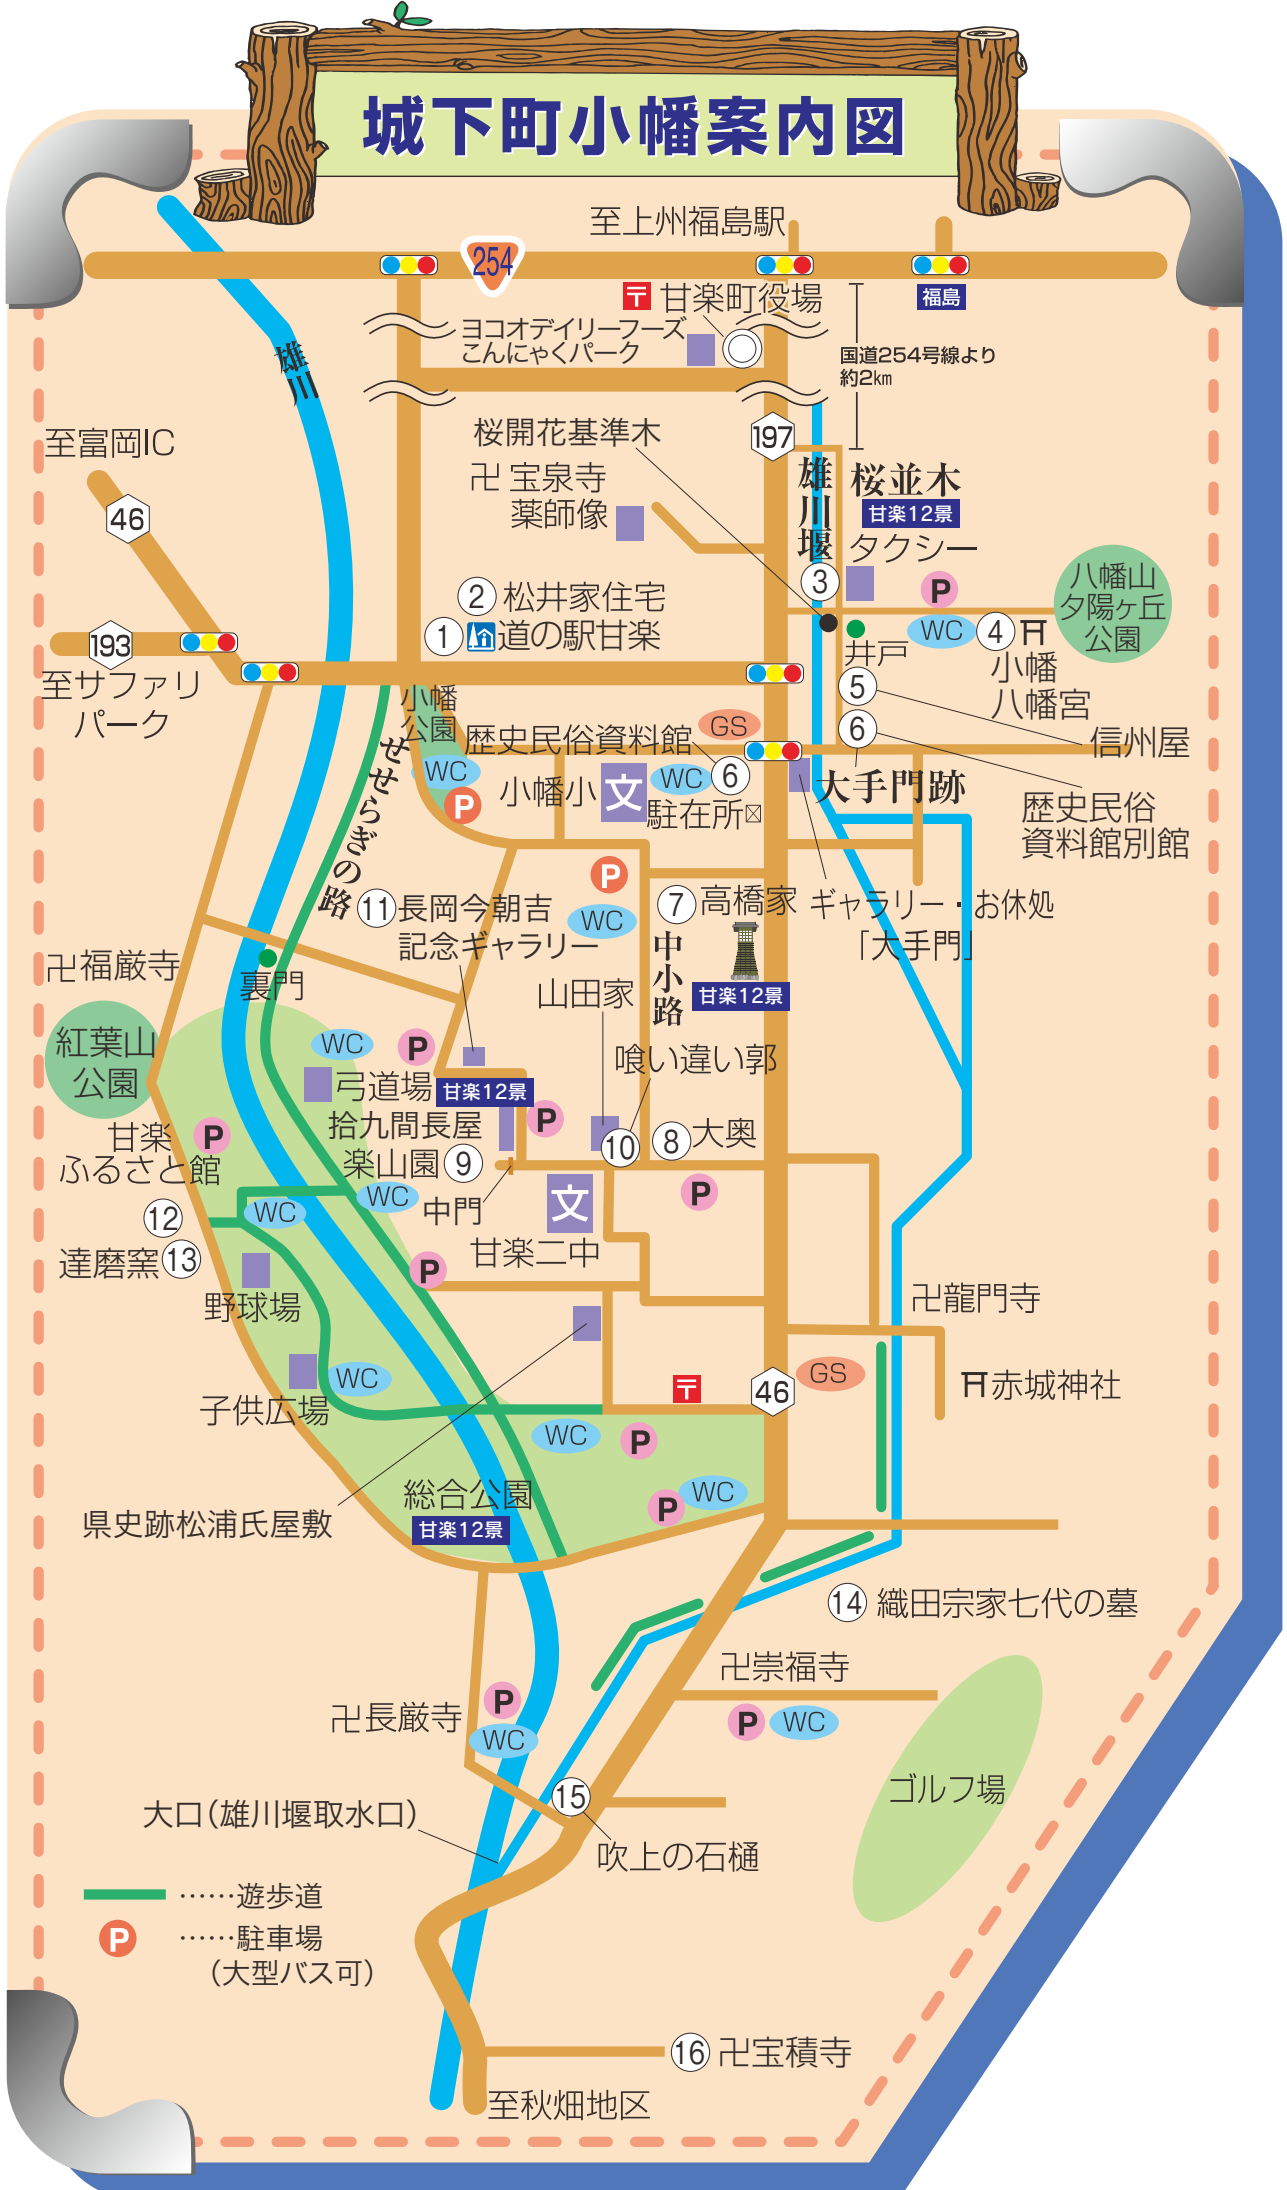 城下町小幡案内図
至上州福島駅
254
福島
〒甘楽町役場
ヨコオデイリーフーズ
こんにゃくパーク
国道254号線より
約2㎞
雄川
至富岡IC
46
193
至サファリ
パーク
桜開花基準木
197
卍宝泉寺
薬師像
雄川堰
桜並木
甘楽12景
タクシー
③
P
八幡山
夕陽ヶ丘
公園
②松井家住宅
①道の駅甘楽
WC
④
小幡
八幡宮
井戸
⑤
信州屋
⑥
大手門跡
歴史民俗
資料館別館
小幡
公園
WC
P
せせらぎの路
歴史民俗資料館
GS
小幡小
文
WC
⑥
駐在所
P
WC
⑦高橋家
甘楽12景
中小路
ギャラリー・お休処
「大手門」
⑪長岡今朝吉
記念ギャラリー
卍福厳寺
裏門
山田家
喰い違い郭
紅葉山
公園
WC
P
弓道場
甘楽12景
拾九間長屋
P
楽山園⑨
中門
⑩
⑧大奥
P
甘楽
ふるさと館
P
⑫
達磨窯⑬
WC
WC
文
甘楽二中
P
野球場
子供広場
WC
卍龍門寺
赤城神社
〒
46
GS
WC
P
P
WC
総合公園
甘楽12景
県史跡松浦氏屋敷
⑭織田宗家七代の墓
卍崇福寺
P
WC
卍長厳寺
P
WC
ゴルフ場
⑮
吹上の石樋
大口(雄川堰取水口)
……遊歩道
P……駐車場
(大型バス可)
⑯卍宝積寺
至秋畑地区